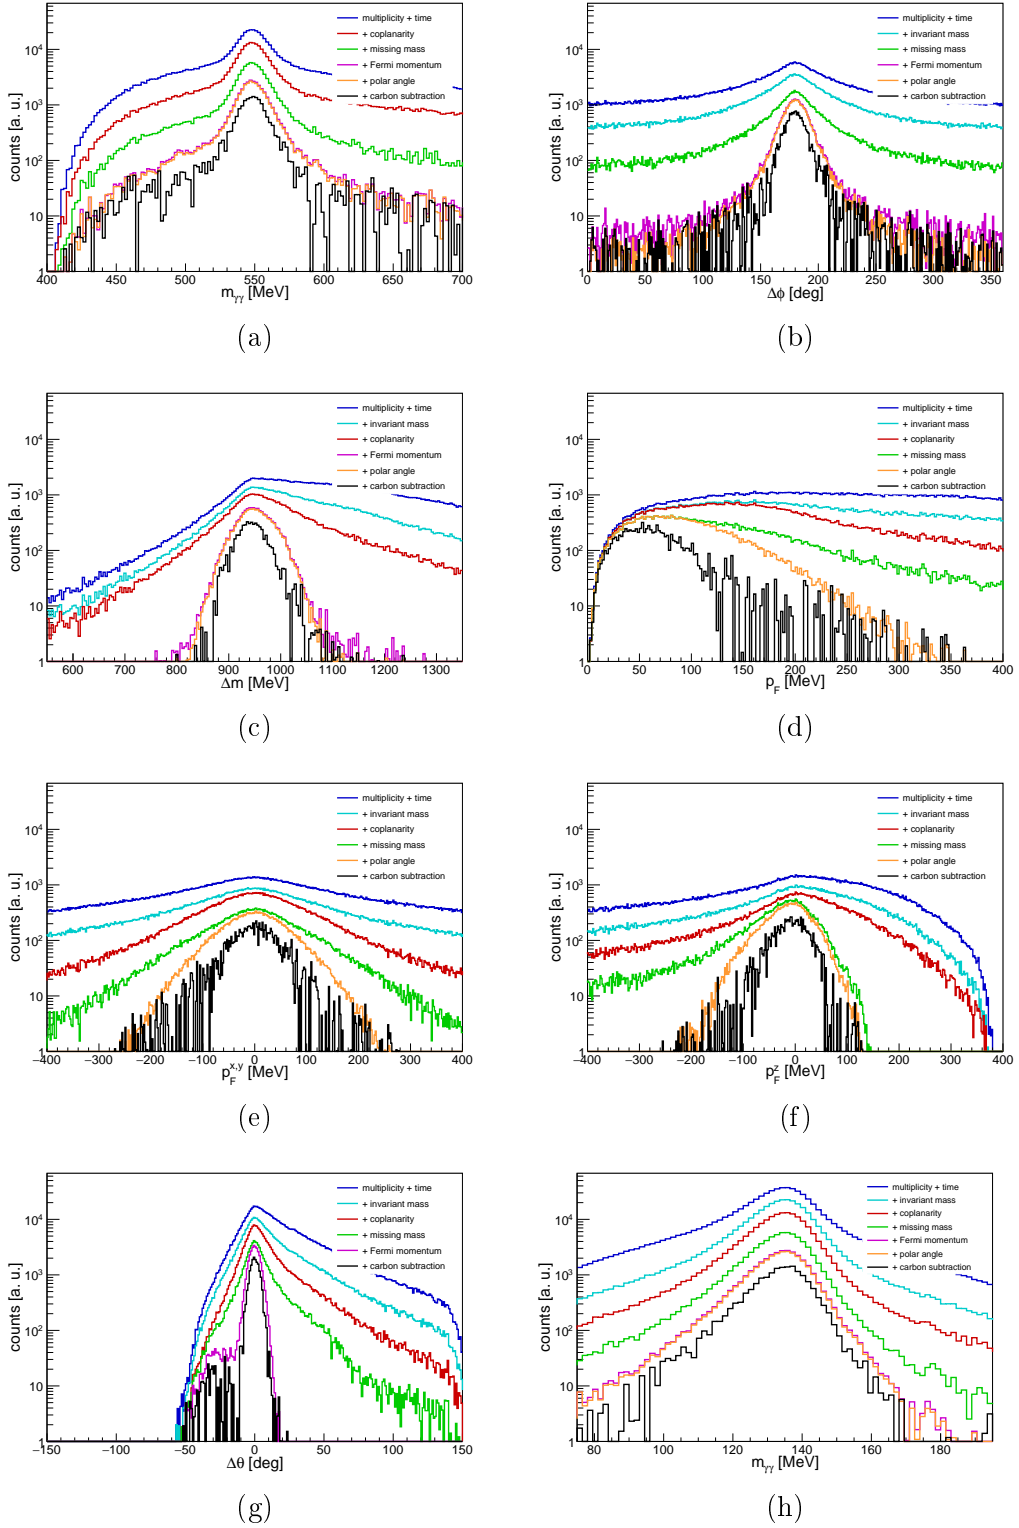 counts [a. u.]
10⁴
10³
10²
10
1
multiplicity + time
+ coplanarity
+ missing mass
+ Fermi momentum
+ polar angle
+ carbon subtraction
400 450 500 550 600 650 700
m_γγ [MeV]
(a)
counts [a. u.]
10⁴
10³
10²
10
1
multiplicity + time
+ invariant mass
+ missing mass
+ Fermi momentum
+ polar angle
+ carbon subtraction
0 50 100 150 200 250 300 350
Δϕ [deg]
(b)
counts [a. u.]
10⁴
10³
10²
10
1
multiplicity + time
+ invariant mass
+ coplanarity
+ Fermi momentum
+ polar angle
+ carbon subtraction
600 700 800 900 1000 1100 1200 1300
Δm [MeV]
(c)
counts [a. u.]
10⁴
10³
10²
10
1
multiplicity + time
+ invariant mass
+ coplanarity
+ missing mass
+ polar angle
+ carbon subtraction
0 50 100 150 200 250 300 350 400
p_F [MeV]
(d)
counts [a. u.]
10⁴
10³
10²
10
1
multiplicity + time
+ invariant mass
+ coplanarity
+ missing mass
+ polar angle
+ carbon subtraction
−400 −300 −200 −100 0 100 200 300 400
p_F^x,y [MeV]
(e)
counts [a. u.]
10⁴
10³
10²
10
1
multiplicity + time
+ invariant mass
+ coplanarity
+ missing mass
+ polar angle
+ carbon subtraction
−400 −300 −200 −100 0 100 200 300 400
p_F^z [MeV]
(f)
counts [a. u.]
10⁴
10³
10²
10
1
multiplicity + time
+ invariant mass
+ coplanarity
+ missing mass
+ Fermi momentum
+ carbon subtraction
−150 −100 −50 0 50 100 150
Δθ [deg]
(g)
counts [a. u.]
10⁴
10³
10²
10
1
multiplicity + time
+ invariant mass
+ coplanarity
+ missing mass
+ Fermi momentum
+ polar angle
+ carbon subtraction
80 100 120 140 160 180
m_γγ [MeV]
(h)